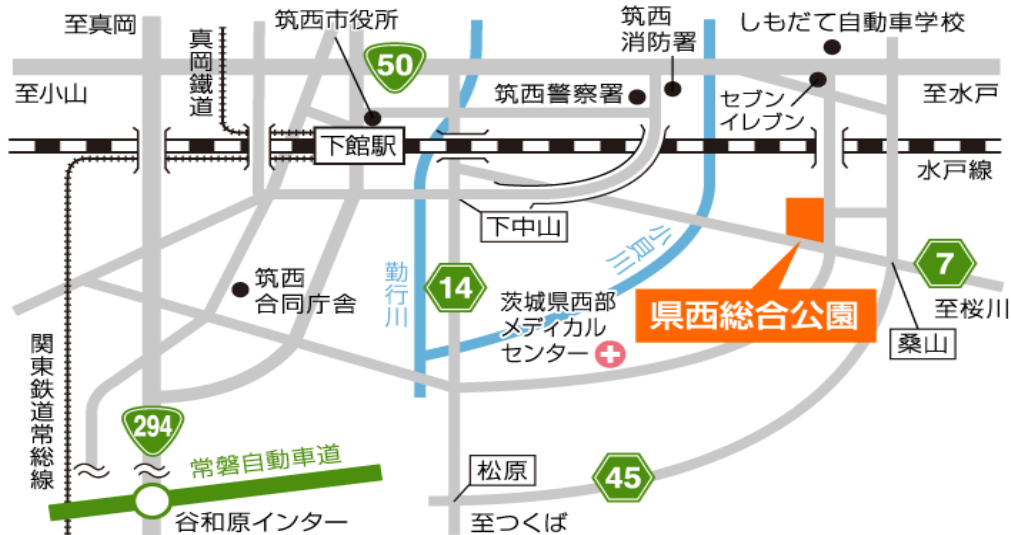 至真岡
真岡鐵道
筑西市役所
50
筑西
消防署
しもだて自動車学校
至小山
筑西警察署
セブン
イレブン
至水戸
下館駅
水戸線
下中山
小貝川
勤行川
14
筑西
合同庁舎
茨城県西部
メディカル
センター
県西総合公園
7
至桜川
桑山
関東鉄道常総線
294
常磐自動車道
松原
45
谷和原インター
至つくば